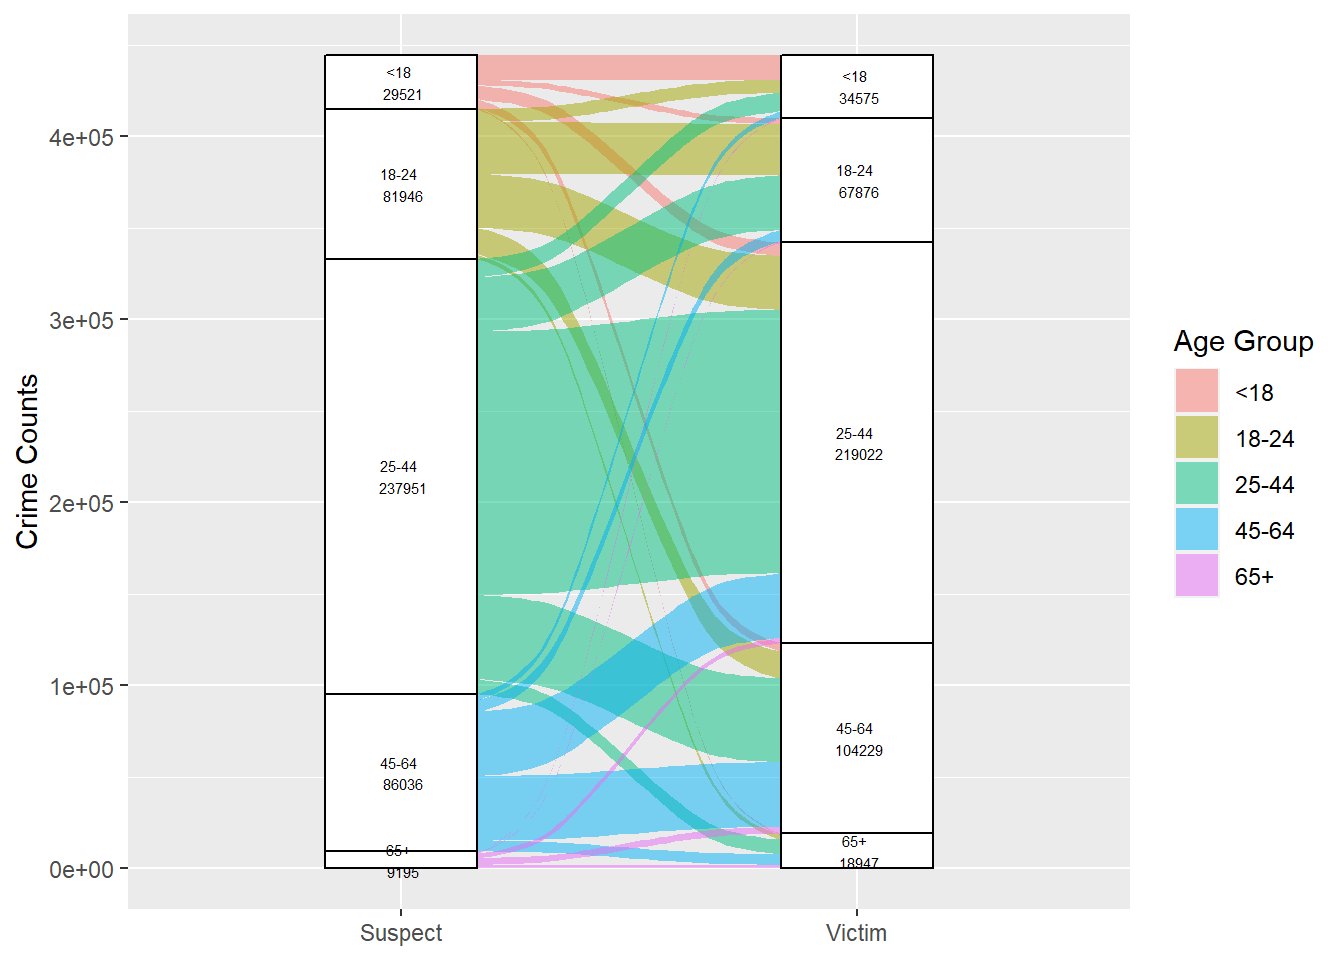 <18
29521
18-24
81946
25-44
237951
45-64
86036
65+
9195
<18
34575
18-24
67876
25-44
219022
45-64
104229
65+
18947
4e+05
3e+05
2e+05
1e+05
0e+00
Crime Counts
Suspect
Victim
Age Group
<18
18-24
25-44
45-64
65+